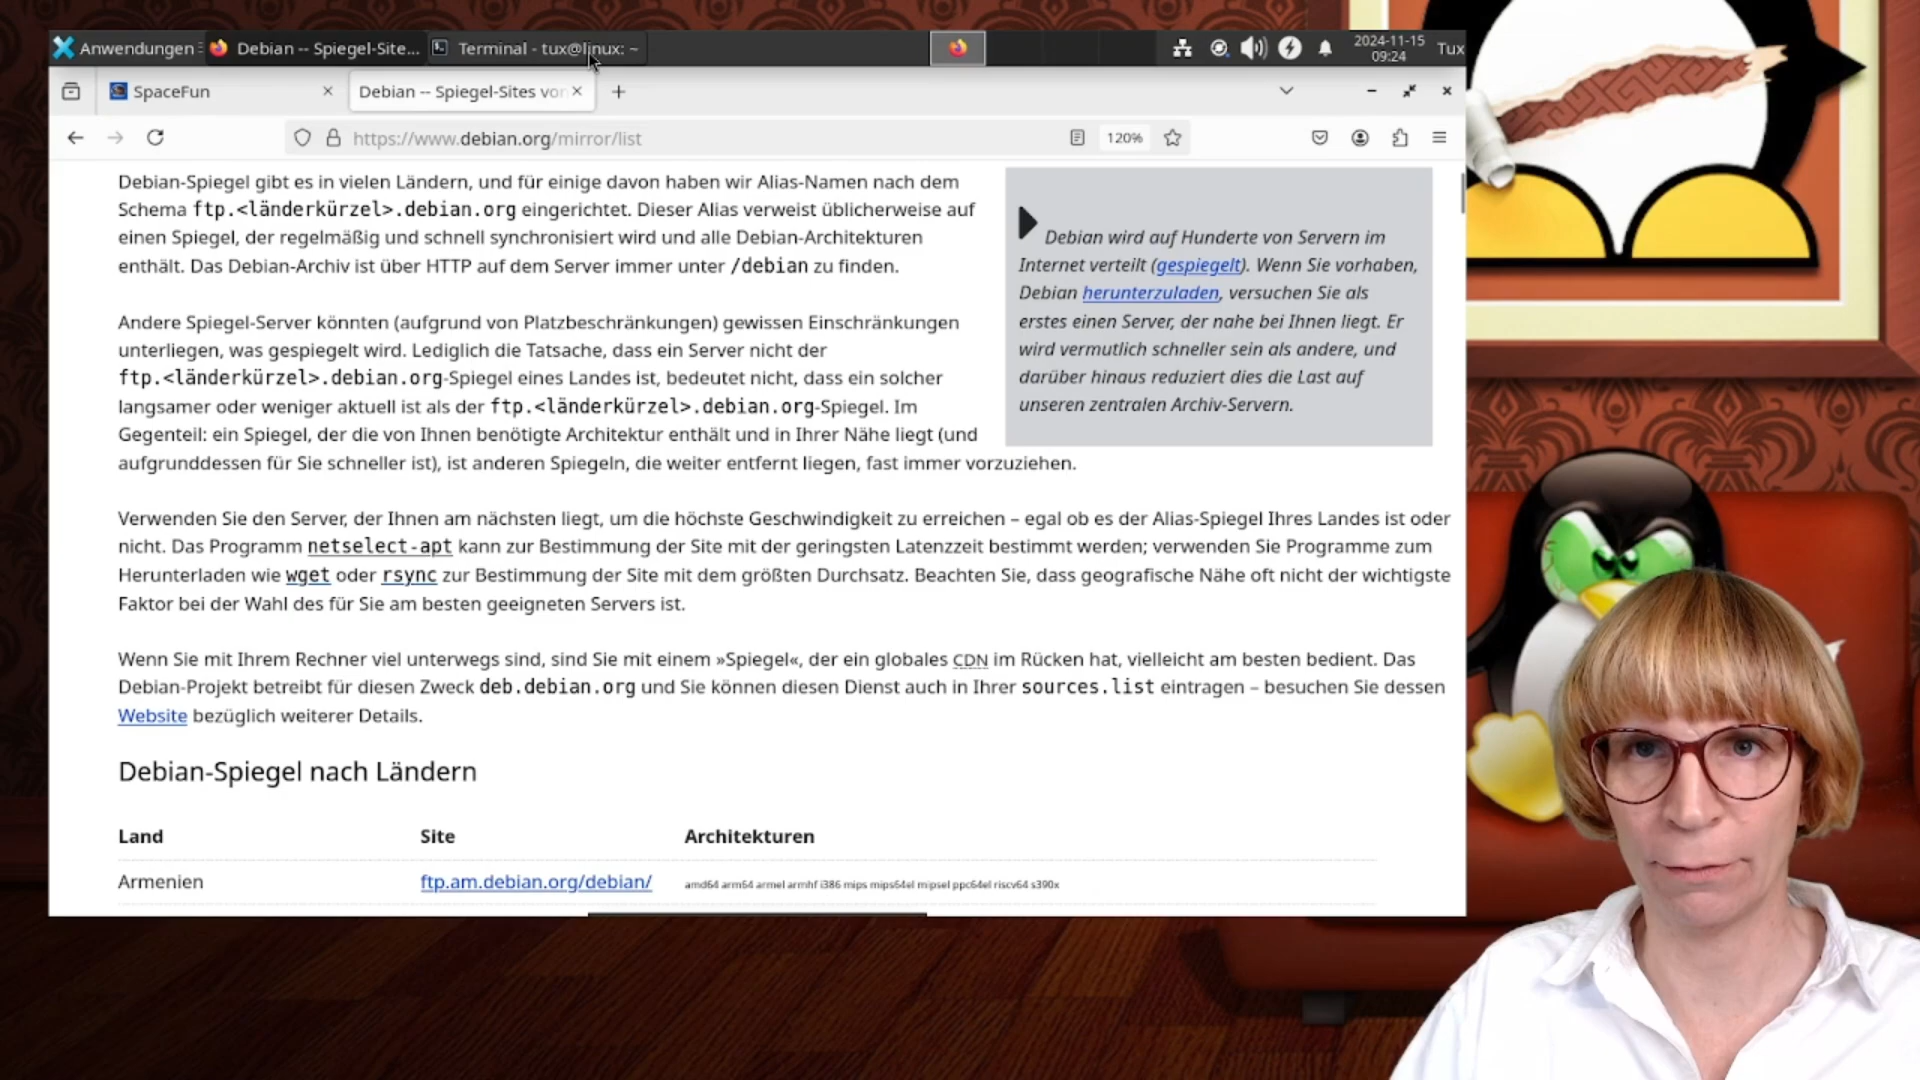 Anwendungen
Debian -- Spiegel-Site...
Terminal - tux@linux: ~
2024-11-15
09:24
Tux
SpaceFun
Debian -- Spiegel-Sites von
https://www.debian.org/mirror/list
120%
Debian-Spiegel gibt es in vielen Ländern, und für einige davon haben wir Alias-Namen nach dem
Schema ftp.<länderkürzel>.debian.org eingerichtet. Dieser Alias verweist üblicherweise auf
einen Spiegel, der regelmäßig und schnell synchronisiert wird und alle Debian-Architekturen
enthält. Das Debian-Archiv ist über HTTP auf dem Server immer unter /debian zu finden.
Debian wird auf Hunderte von Servern im
Internet verteilt (gespiegelt). Wenn Sie vorhaben,
Debian herunterzuladen, versuchen Sie als
erstes einen Server, der nahe bei Ihnen liegt. Er
wird vermutlich schneller sein als andere, und
darüber hinaus reduziert dies die Last auf
unseren zentralen Archiv-Servern.
Andere Spiegel-Server könnten (aufgrund von Platzbeschränkungen) gewissen Einschränkungen
unterliegen, was gespiegelt wird. Lediglich die Tatsache, dass ein Server nicht der
ftp.<länderkürzel>.debian.org-Spiegel eines Landes ist, bedeutet nicht, dass ein solcher
langsamer oder weniger aktuell ist als der ftp.<länderkürzel>.debian.org-Spiegel. Im
Gegenteil: ein Spiegel, der die von Ihnen benötigte Architektur enthält und in Ihrer Nähe liegt (und
aufgrunddessen für Sie schneller ist), ist anderen Spiegeln, die weiter entfernt liegen, fast immer vorzuziehen.
Verwenden Sie den Server, der Ihnen am nächsten liegt, um die höchste Geschwindigkeit zu erreichen – egal ob es der Alias-Spiegel Ihres Landes ist oder
nicht. Das Programm netselect-apt kann zur Bestimmung der Site mit der geringsten Latenzzeit bestimmt werden; verwenden Sie Programme zum
Herunterladen wie wget oder rsync zur Bestimmung der Site mit dem größten Durchsatz. Beachten Sie, dass geografische Nähe oft nicht der wichtigste
Faktor bei der Wahl des für Sie am besten geeigneten Servers ist.
Wenn Sie mit Ihrem Rechner viel unterwegs sind, sind Sie mit einem »Spiegel«, der ein globales CDN im Rücken hat, vielleicht am besten bedient. Das
Debian-Projekt betreibt für diesen Zweck deb.debian.org und Sie können diesen Dienst auch in Ihrer sources.list eintragen – besuchen Sie dessen
Website bezüglich weiterer Details.
Debian-Spiegel nach Ländern
Land Site Architekturen
Armenien ftp.am.debian.org/debian/ amd64 arm64 armel armhf i386 mips mips64el mipsel ppc64el riscv64 s390x